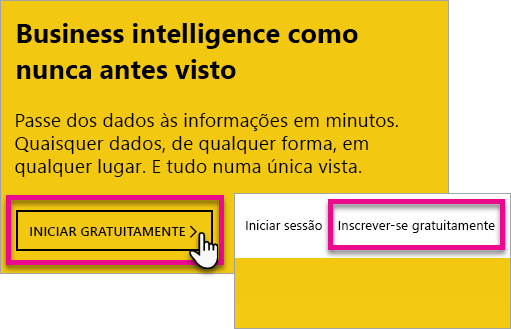 Business intelligence como
nunca antes visto
Passe dos dados às informações em minutos.
Quaisquer dados, de qualquer forma, em
qualquer lugar. E tudo numa única vista.
INICIAR GRATUITAMENTE >
Iniciar sessão Inscrever-se gratuitamente